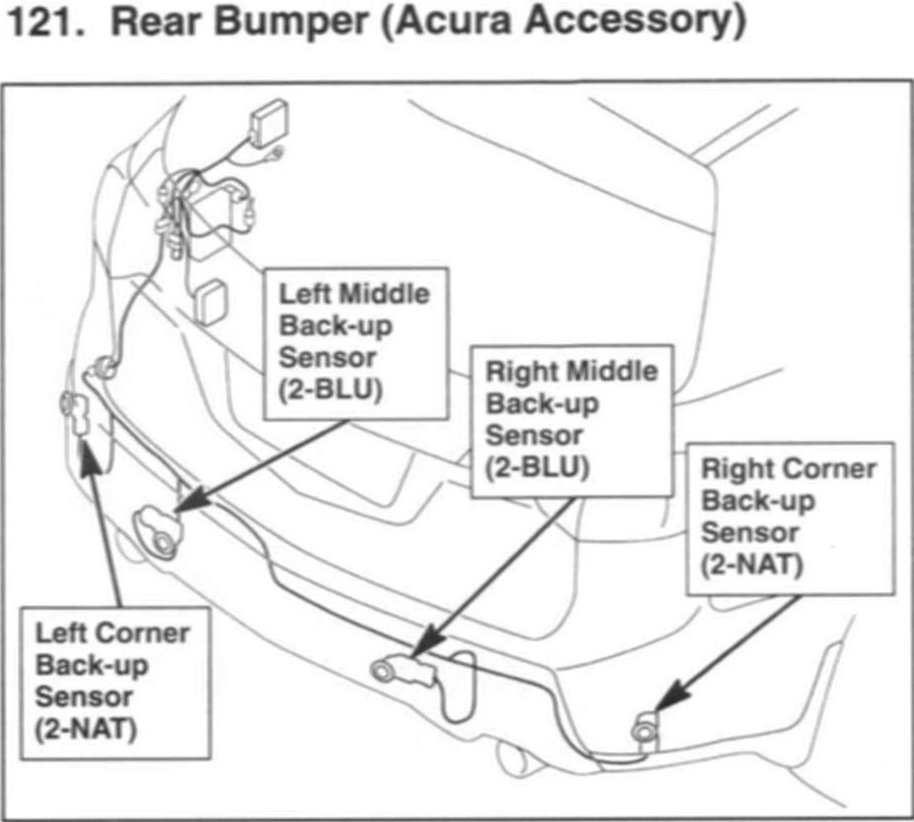 121. Rear Bumper (Acura Accessory)
Left Middle
Back-up
Sensor
(2-BLU)
Right Middle
Back-up
Sensor
(2-BLU)
Right Corner
Back-up
Sensor
(2-NAT)
Left Corner
Back-up
Sensor
(2-NAT)